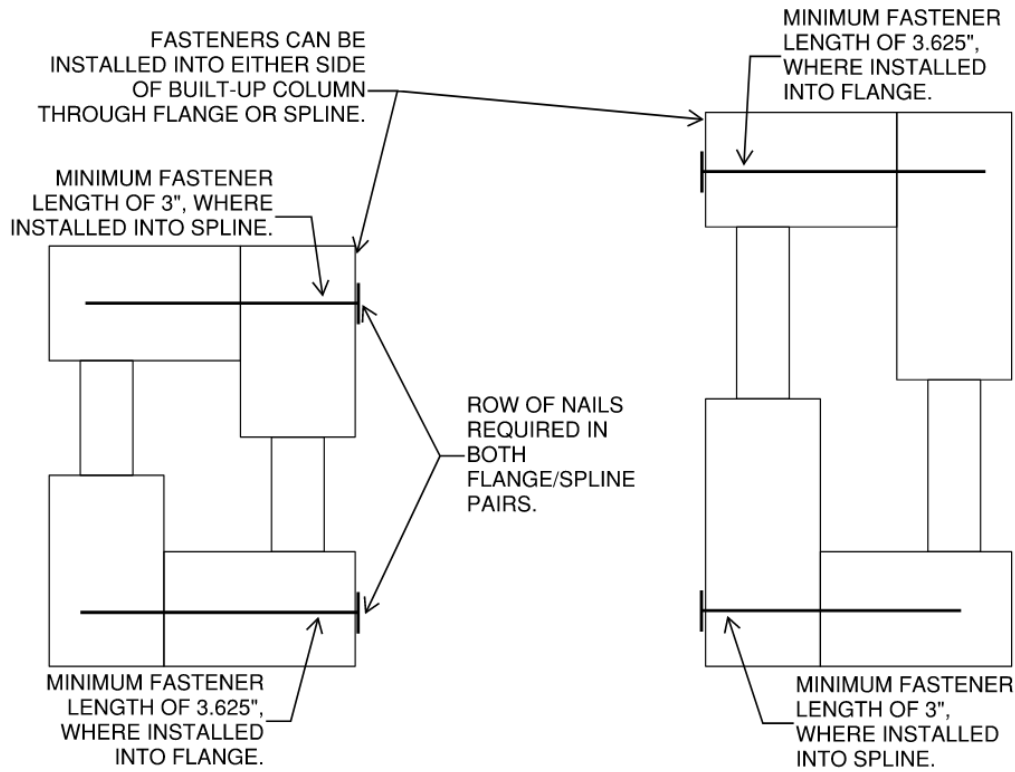 FASTENERS CAN BE
INSTALLED INTO EITHER SIDE
OF BUILT-UP COLUMN
THROUGH FLANGE OR SPLINE.
MINIMUM FASTENER
LENGTH OF 3.625",
WHERE INSTALLED
INTO FLANGE.
MINIMUM FASTENER
LENGTH OF 3", WHERE
INSTALLED INTO SPLINE.
ROW OF NAILS
REQUIRED IN
BOTH
FLANGE/SPLINE
PAIRS.
MINIMUM FASTENER
LENGTH OF 3.625",
WHERE INSTALLED
INTO FLANGE.
MINIMUM FASTENER
LENGTH OF 3",
WHERE INSTALLED
INTO SPLINE.